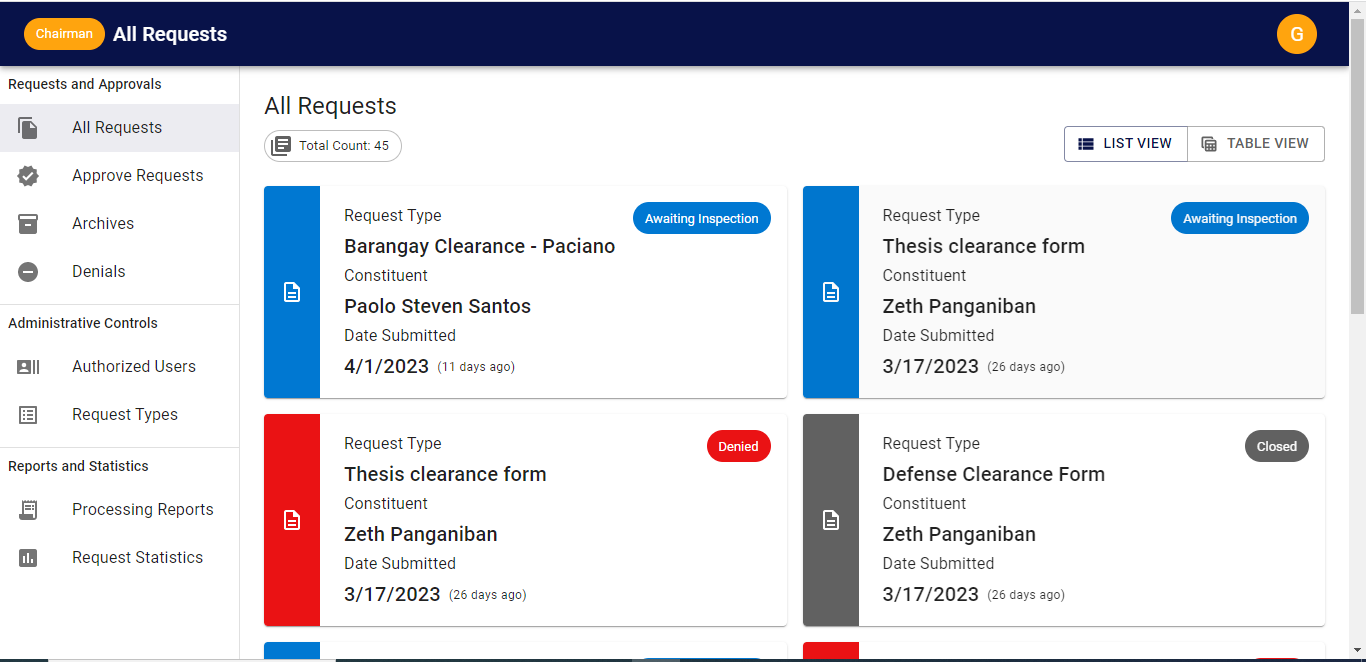 Chairman All Requests G
Requests and Approvals
All Requests
Approve Requests
Archives
Denials
Administrative Controls
Authorized Users
Request Types
Reports and Statistics
Processing Reports
Request Statistics
All Requests
Total Count: 45
LIST VIEW TABLE VIEW
Request Type
Awaiting Inspection
Barangay Clearance - Paciano
Constituent
Paolo Steven Santos
Date Submitted
4/1/2023 (11 days ago)
Request Type
Awaiting Inspection
Thesis clearance form
Constituent
Zeth Panganiban
Date Submitted
3/17/2023 (26 days ago)
Request Type
Denied
Thesis clearance form
Constituent
Zeth Panganiban
Date Submitted
3/17/2023 (26 days ago)
Request Type
Closed
Defense Clearance Form
Constituent
Zeth Panganiban
Date Submitted
3/17/2023 (26 days ago)